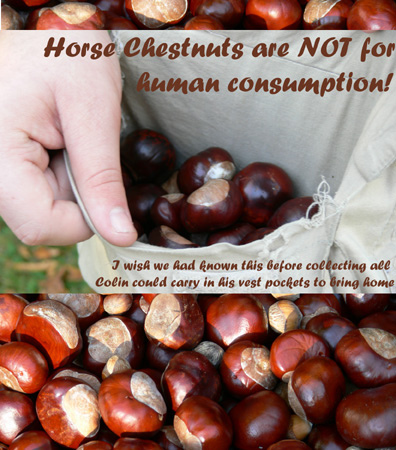 Horse Chestnuts are NOT for
human consumption!
I wish we had known this before collecting all
Colin could carry in his vest pockets to bring home